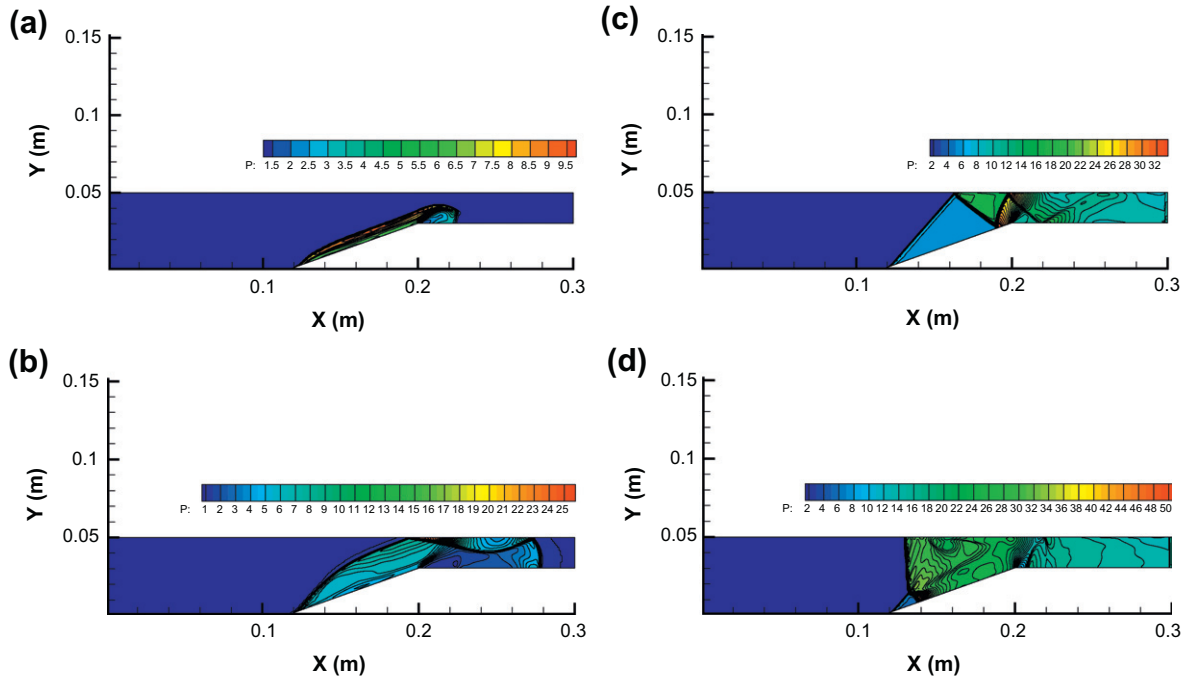 (a)
0.15
0.1
0.05
Y (m)
P: 1.5 2 2.5 3 3.5 4 4.5 5 5.5 6 6.5 7 7.5 8 8.5 9 9.5
0.1 0.2 0.3
X (m)
(c)
0.15
0.1
0.05
Y (m)
P: 2 4 6 8 10 12 14 16 18 20 22 24 26 28 30 32
0.1 0.2 0.3
X (m)
(b)
0.15
0.1
0.05
Y (m)
P: 1 2 3 4 5 6 7 8 9 10 11 12 13 14 15 16 17 18 19 20 21 22 23 24 25
0.1 0.2 0.3
X (m)
(d)
0.15
0.1
0.05
Y (m)
P: 2 4 6 8 10 12 14 16 18 20 22 24 26 28 30 32 34 36 38 40 42 44 46 48 50
0.1 0.2 0.3
X (m)